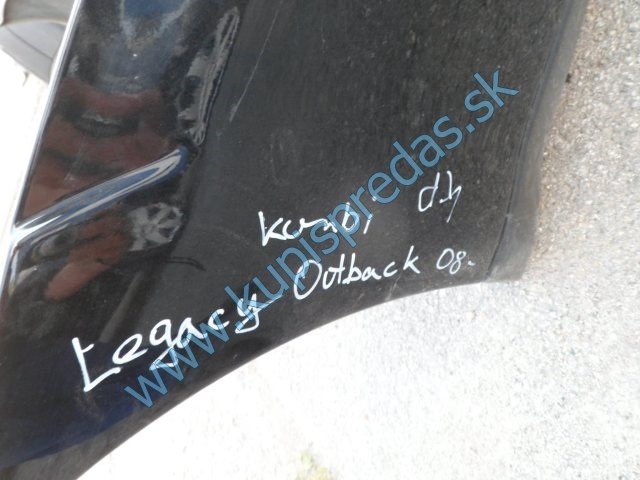 kombi
Legacy Outback 08.
www.kupispredas.sk